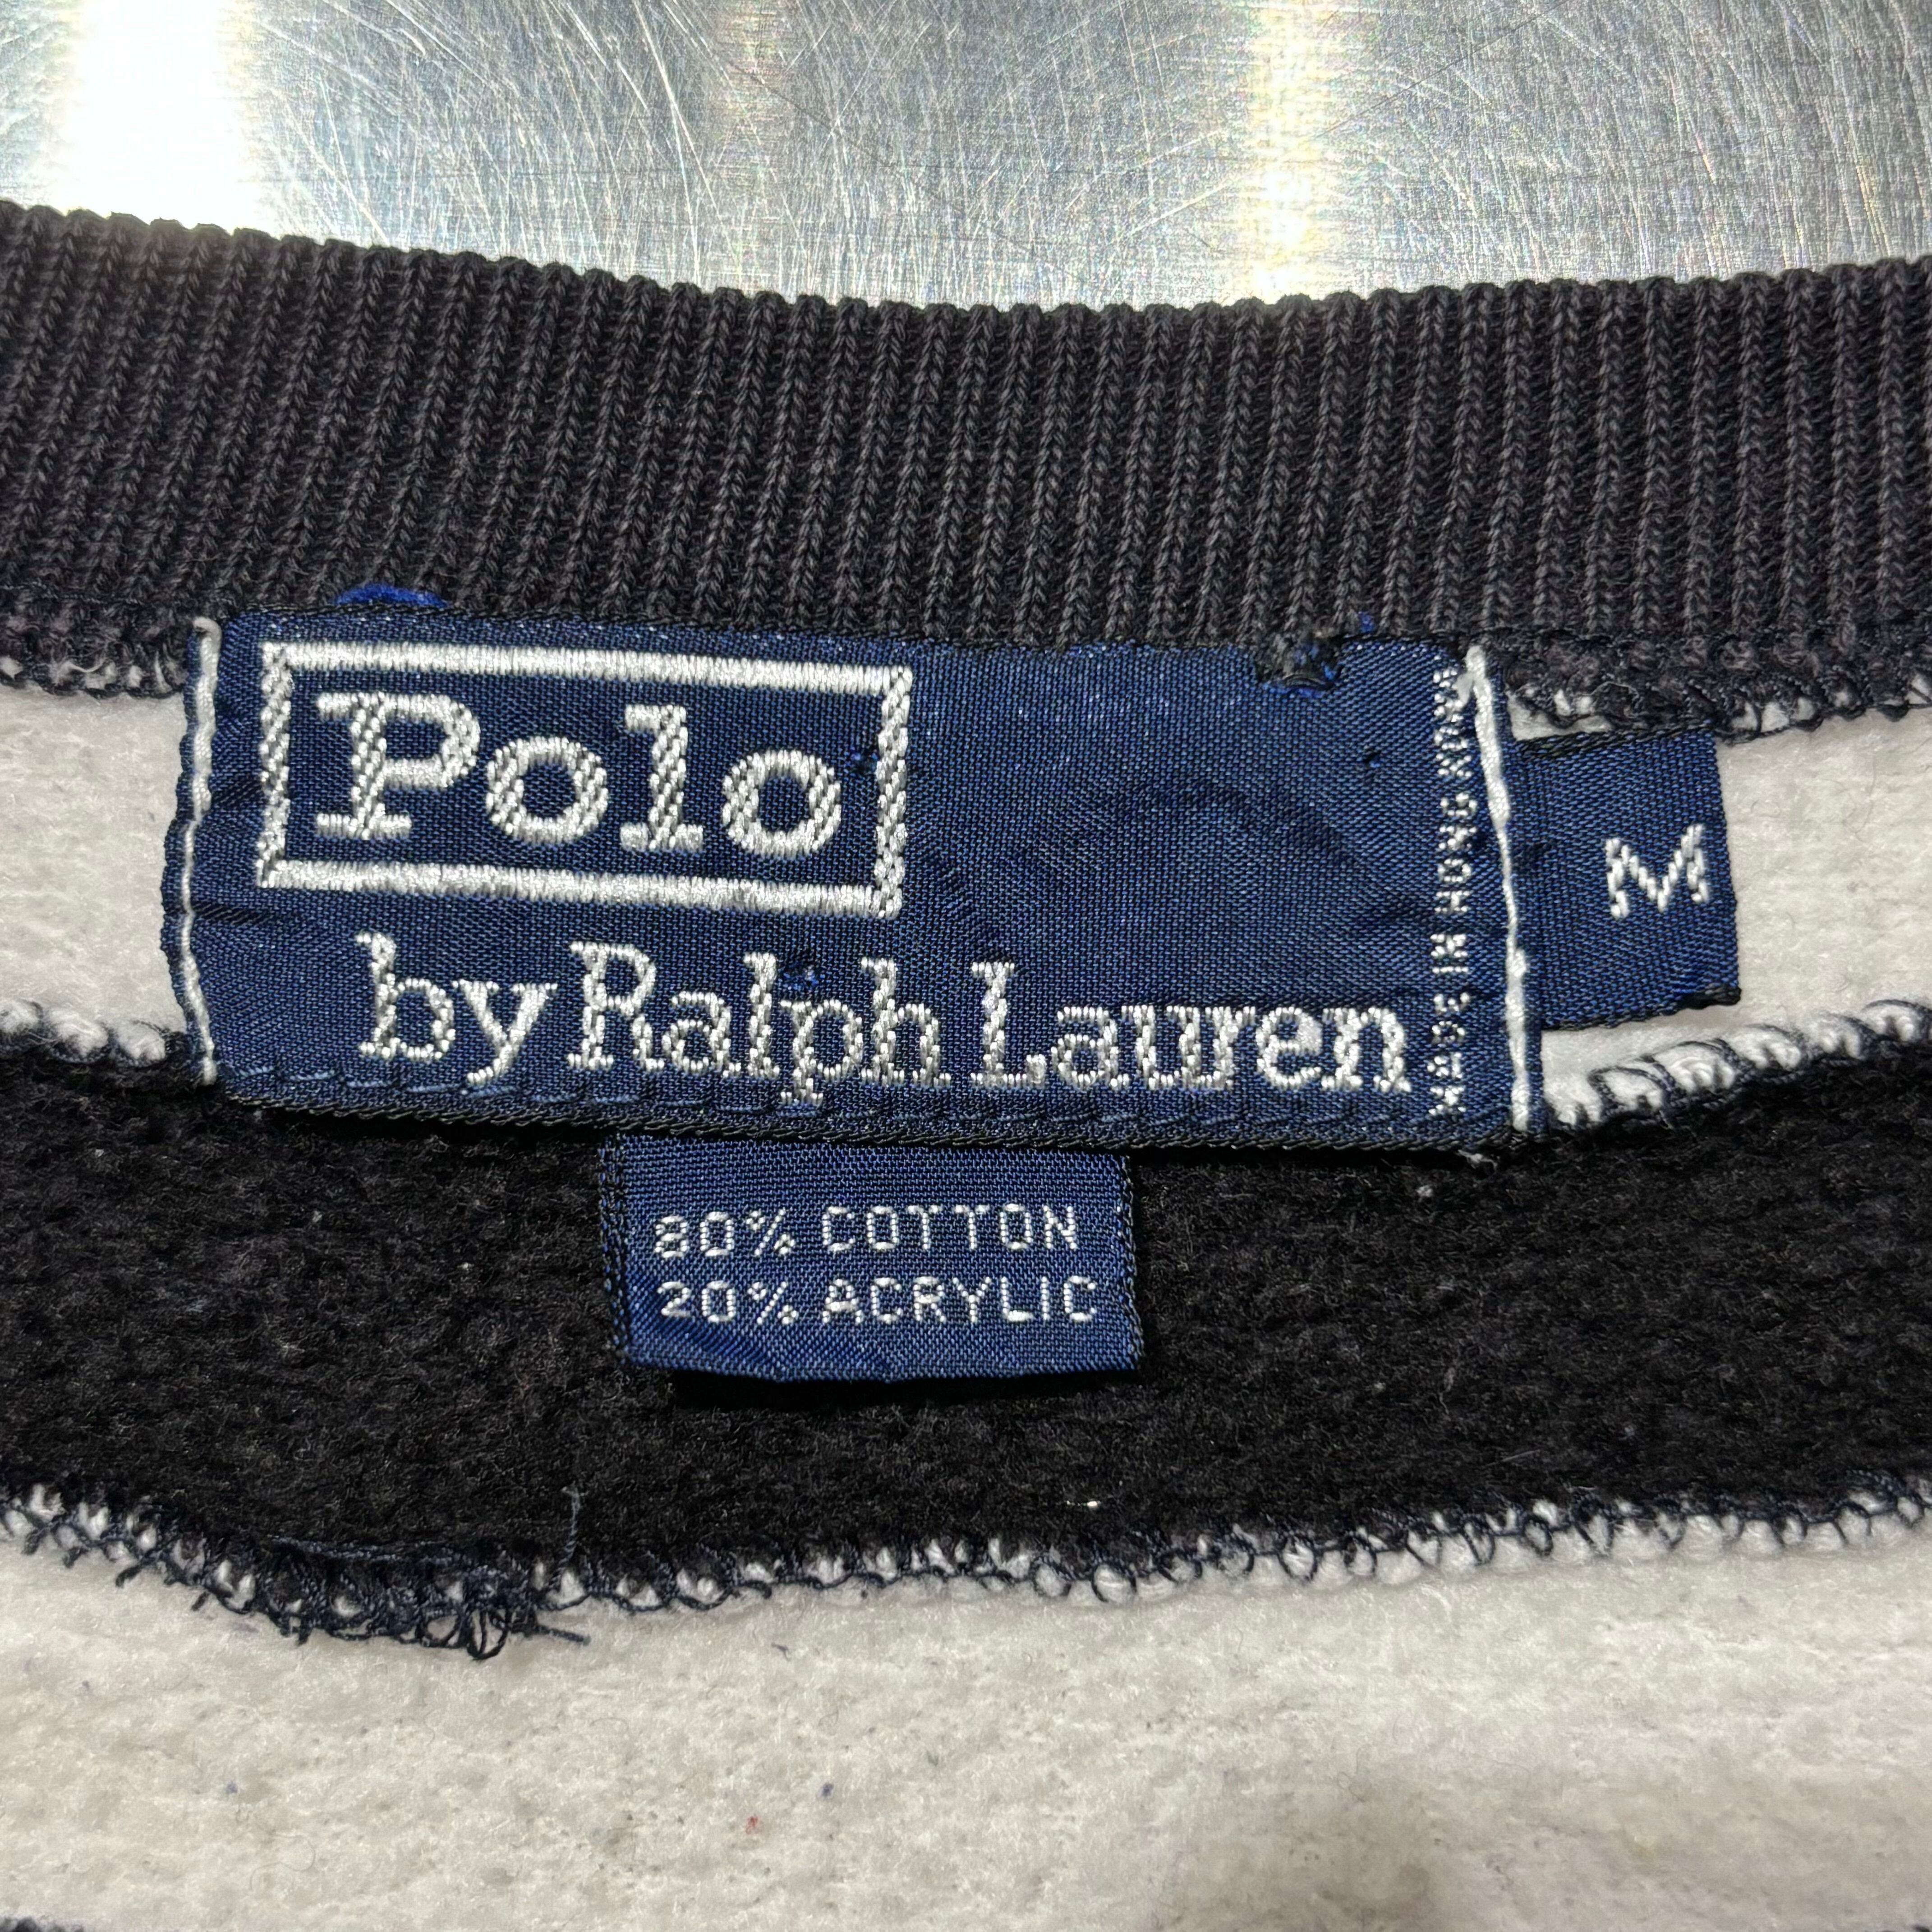 Polo
by Ralph Lauren
MADE IN HONG KONG
M
80% COTTON
20% ACRYLIC